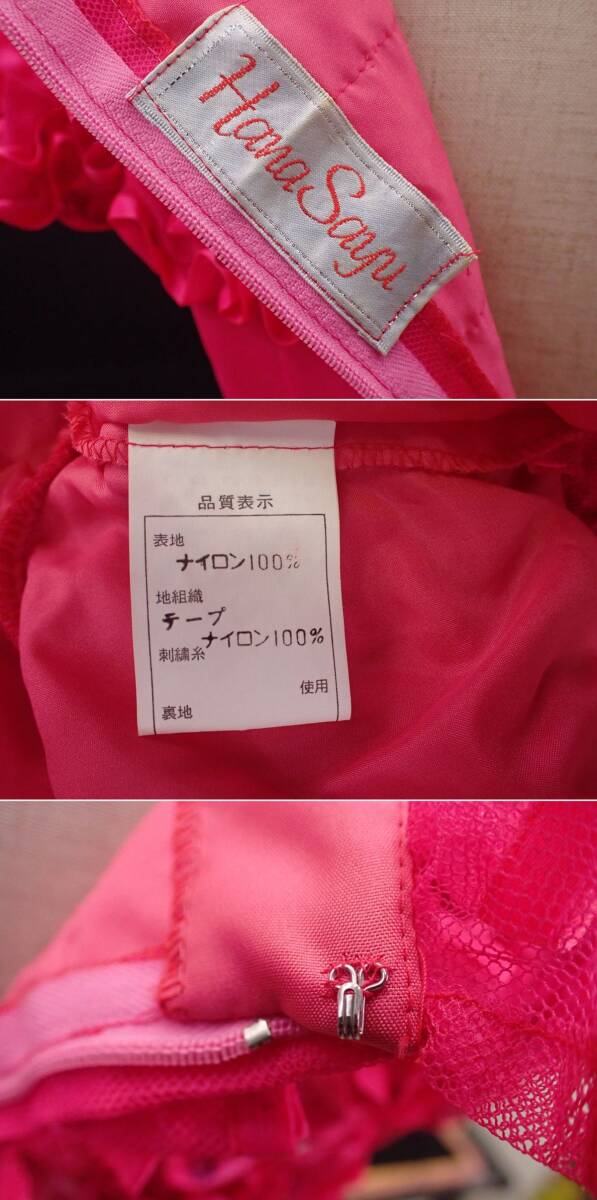 Hana Sayu
品質表示
表地
ナイロン100%
地組織
テープ
ナイロン100%
刺繍糸
使用
裏地